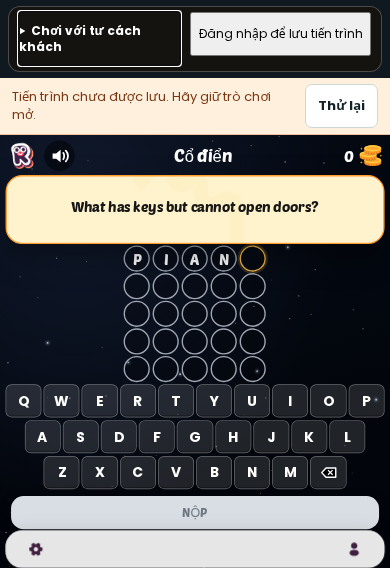 ▸ Chơi với tư cách
khách
Đăng nhập để lưu tiến trình
Tiến trình chưa được lưu. Hãy giữ trò chơi
mở.
Thử lại
Cổ điển
0
What has keys but cannot open doors?
P I A N
Q W E R T Y U I O P
A S D F G H J K L
Z X C V B N M
NỘP